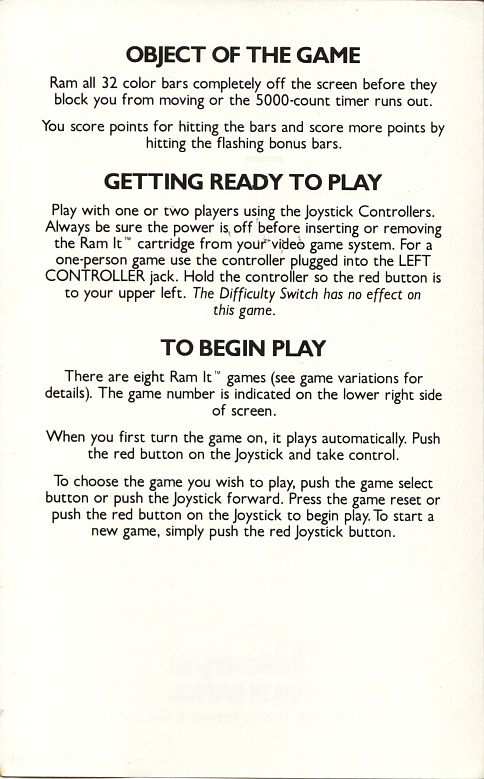 OBJECT OF THE GAME
Ram all 32 color bars completely off the screen before they
block you from moving or the 5000-count timer runs out.
You score points for hitting the bars and score more points by
hitting the flashing bonus bars.
GETTING READY TO PLAY
Play with one or two players using the Joystick Controllers.
Always be sure the power is off before inserting or removing
the Ram It™ cartridge from your video game system. For a
one-person game use the controller plugged into the LEFT
CONTROLLER jack. Hold the controller so the red button is
to your upper left. The Difficulty Switch has no effect on
this game.
TO BEGIN PLAY
There are eight Ram It™ games (see game variations for
details). The game number is indicated on the lower right side
of screen.
When you first turn the game on, it plays automatically. Push
the red button on the Joystick and take control.
To choose the game you wish to play, push the game select
button or push the Joystick forward. Press the game reset or
push the red button on the Joystick to begin play. To start a
new game, simply push the red Joystick button.